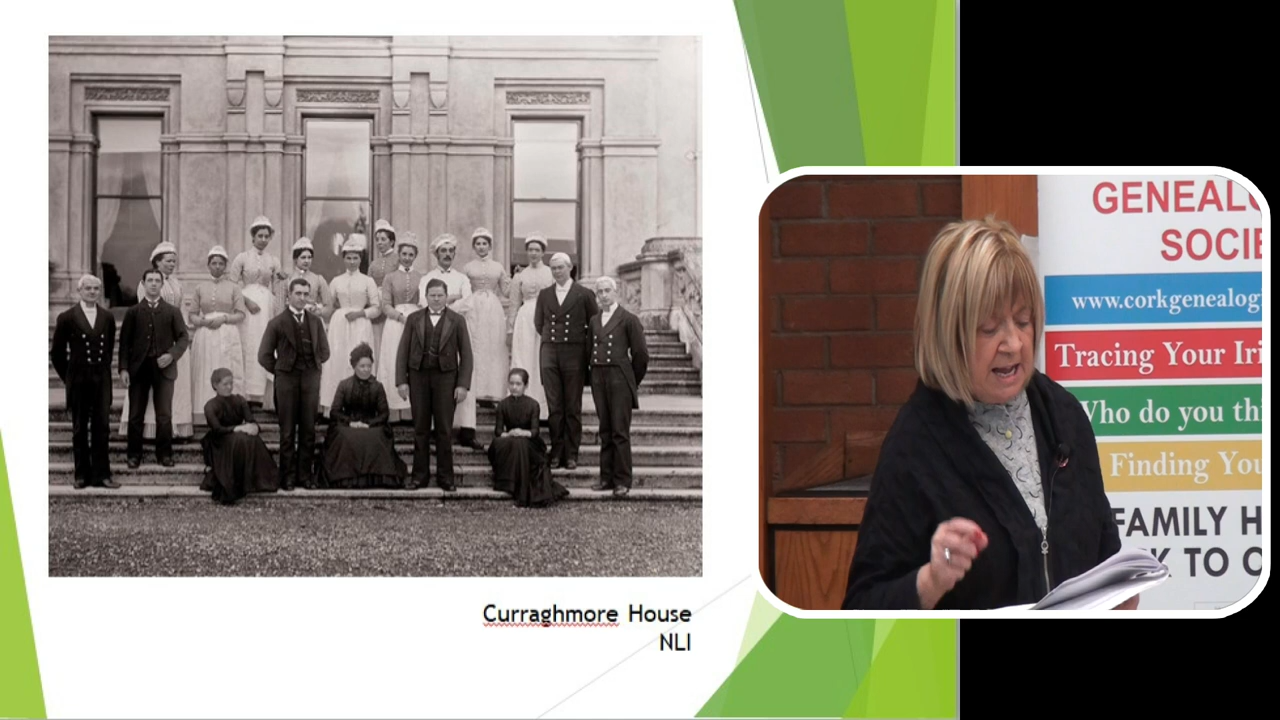 Curraghmore House
NLI
GENEAL
SOCIE
www.corkgenealog
Tracing Your Iri
Who do you thi
Finding You
FAMILY H
K TO